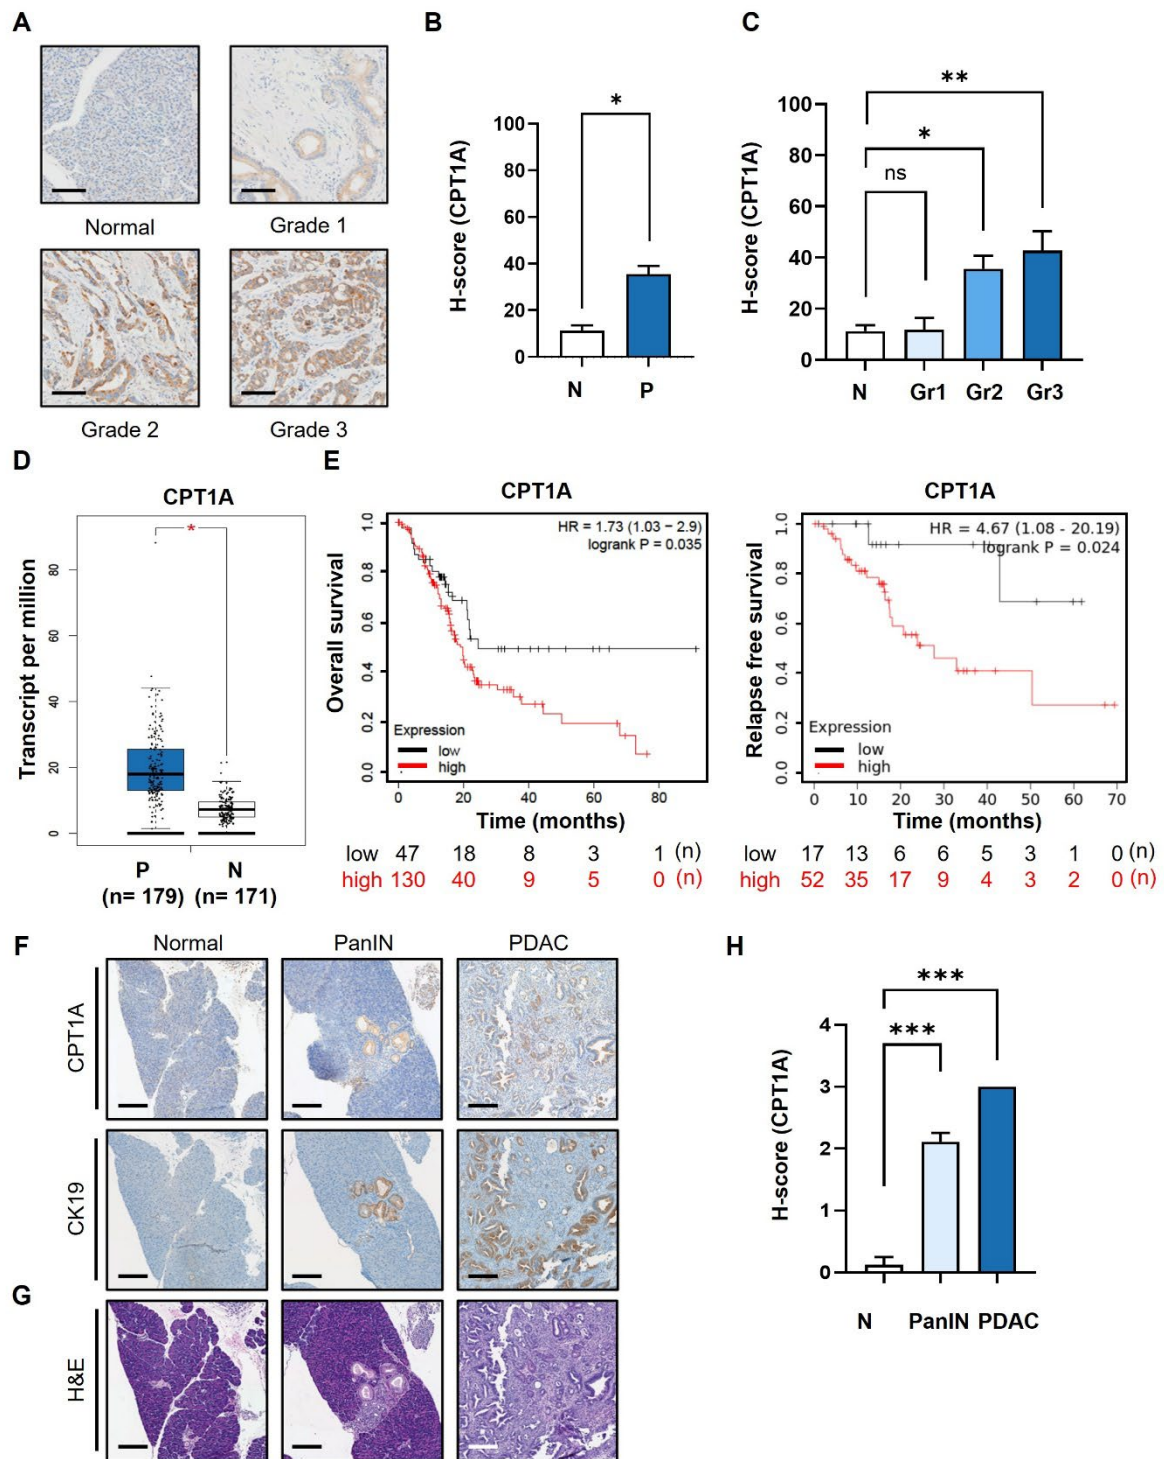 A
Normal
Grade 1
Grade 2
Grade 3
B
H-score (CPT1A)
100
80
60
40
20
0
*
N
P
C
H-score (CPT1A)
100
80
60
40
20
0
ns
*
**
N
Gr1
Gr2
Gr3
D
CPT1A
Transcript per million
80
60
40
20
0
*
P
(n= 179)
N
(n= 171)
E
CPT1A
HR = 1.73 (1.03 − 2.9)
logrank P = 0.035
Overall survival
1.0
0.8
0.6
0.4
0.2
0.0
Expression
low
high
0 20 40 60 80
Time (months)
low 47 18 8 3 1 (n)
high 130 40 9 5 0 (n)
CPT1A
HR = 4.67 (1.08 - 20.19)
logrank P = 0.024
Relapse free survival
1.0
0.8
0.6
0.4
0.2
0.0
Expression
low
high
0 10 20 30 40 50 60 70
Time (months)
low 17 13 6 6 5 3 1 0 (n)
high 52 35 17 9 4 3 2 0 (n)
F
Normal
PanIN
PDAC
CPT1A
CK19
G
H&E
H
H-score (CPT1A)
4
3
2
1
0
***
***
N
PanIN
PDAC